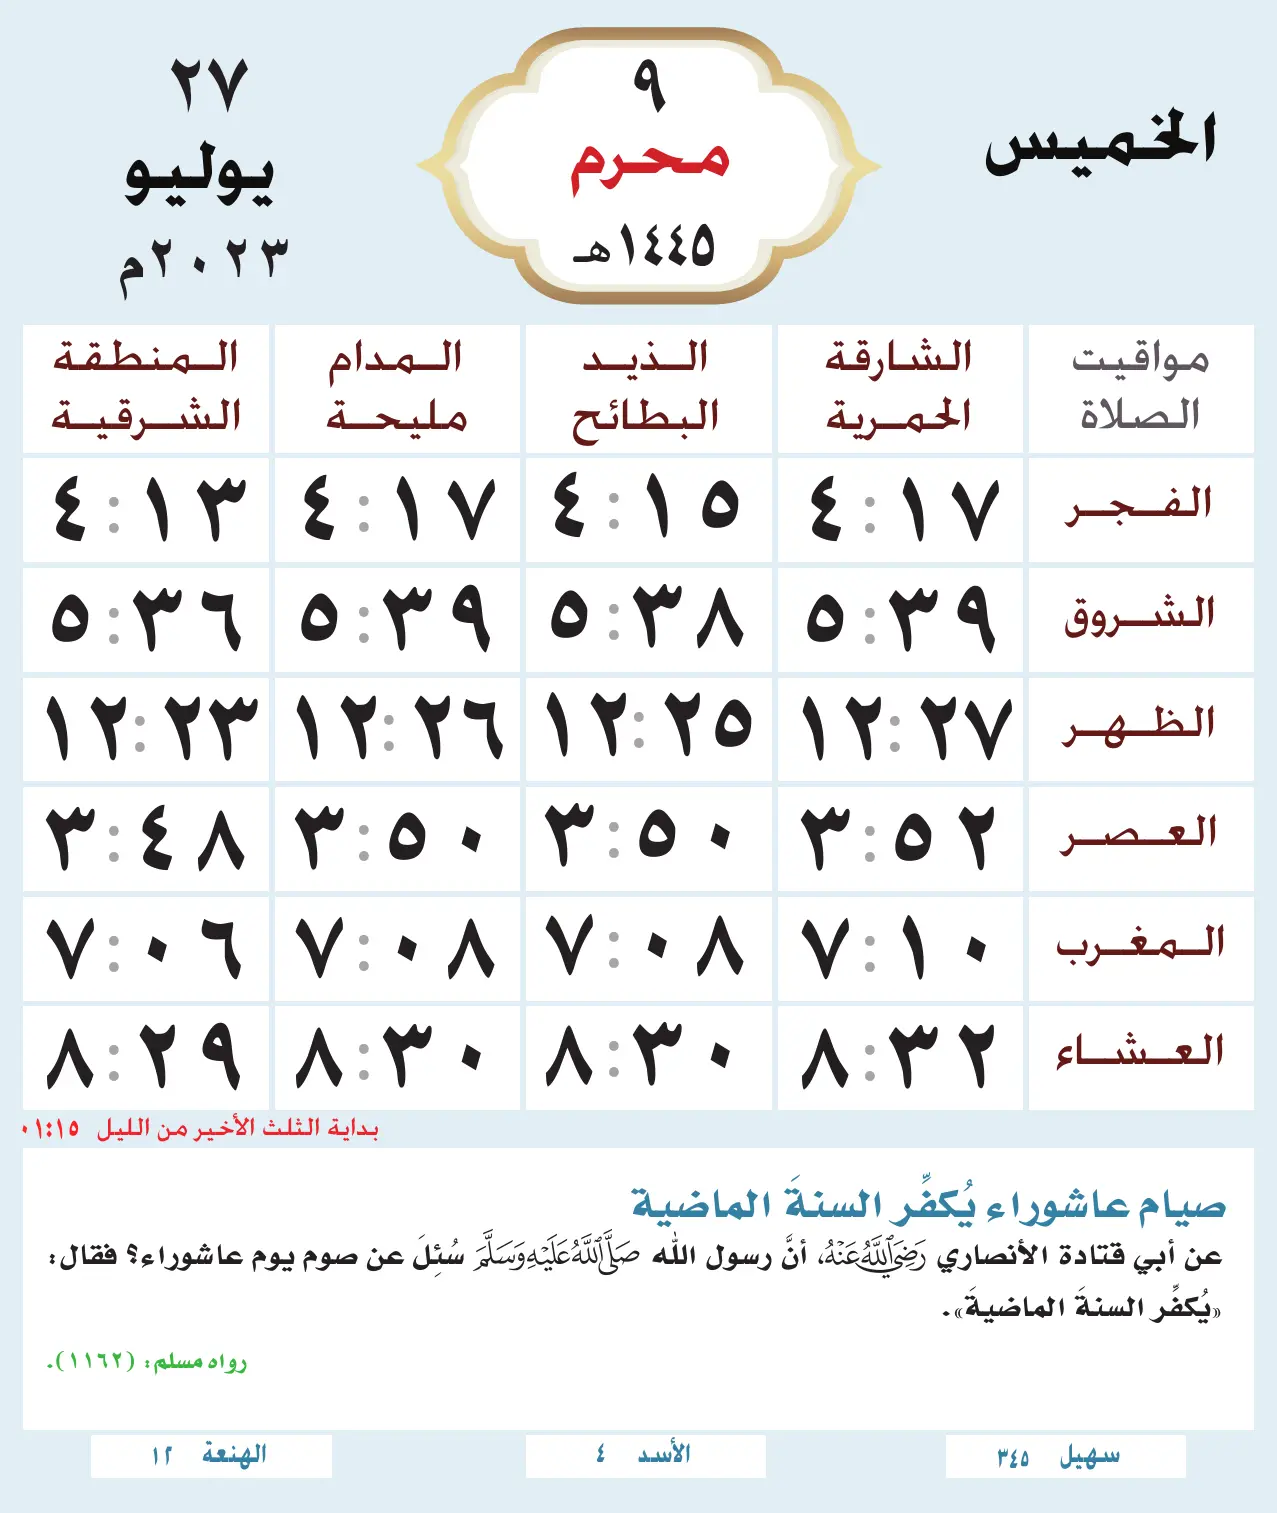 الخميس
٩
محرم
١٤٤٥هـ
٢٧
يوليو
٢٠٢٣م
مواقيت الصلاة الشارقة الحمرية الذيد البطائح المدام مليحة المنطقة الشرقية
الفجر ٤:١٧ ٤:١٥ ٤:١٧ ٤:١٣
الشروق ٥:٣٩ ٥:٣٨ ٥:٣٩ ٥:٣٦
الظهر ١٢:٢٧ ١٢:٢٥ ١٢:٢٦ ١٢:٢٣
العصر ٣:٥٢ ٣:٥٠ ٣:٥٠ ٣:٤٨
المغرب ٧:١٠ ٧:٠٨ ٧:٠٨ ٧:٠٦
العشاء ٨:٣٢ ٨:٣٠ ٨:٣٠ ٨:٢٩
بداية الثلث الأخير من الليل ٠١:١٥
صيام عاشوراء يُكفِّر السنةَ الماضية
عن أبي قتادة الأنصاري رَضِيَ اللَّهُ عَنْهُ، أنَّ رسول الله صَلَّى اللَّهُ عَلَيْهِ وَسَلَّمَ سُئِلَ عن صوم يوم عاشوراء؟ فقال:
«يُكفِّر السنةَ الماضيةَ».
رواه مسلم: (١١٦٢).
سهيل ٣٤٥
الأسد ٤
الهنعة ١٢